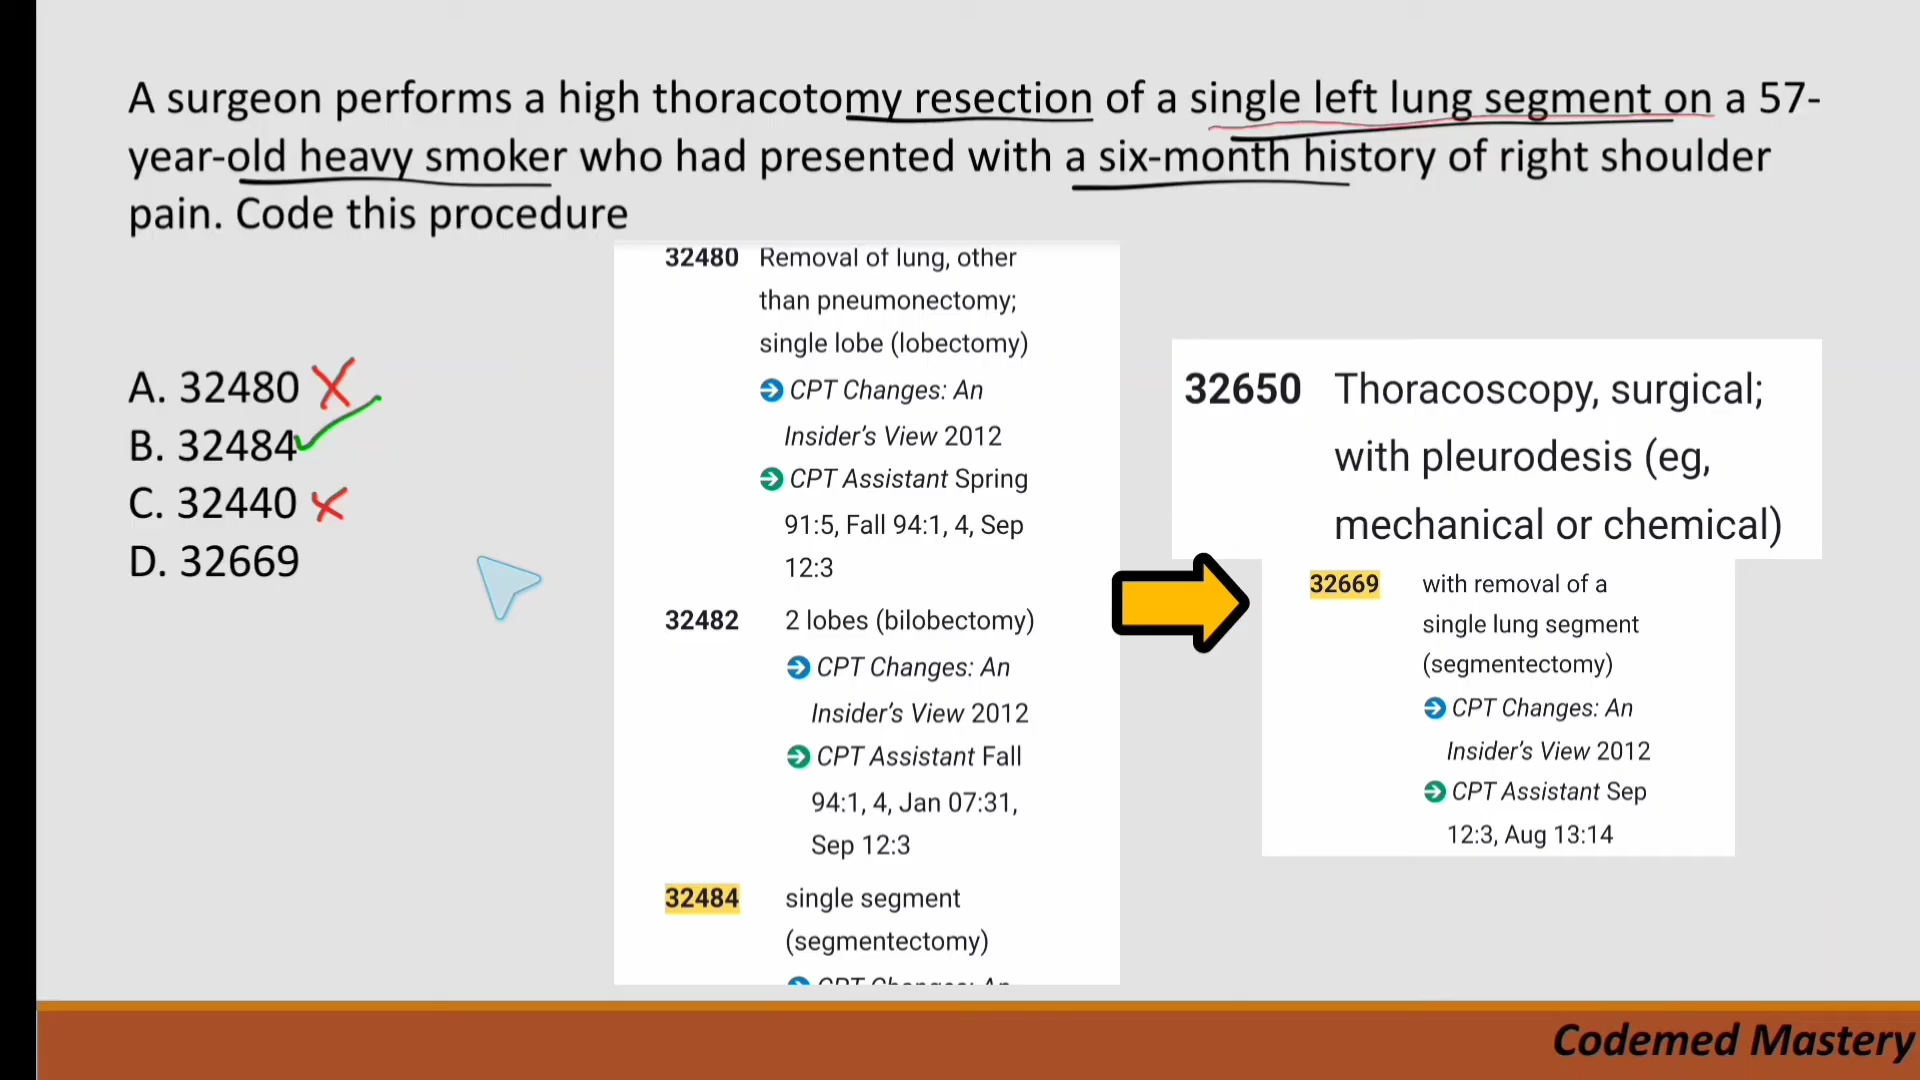 A surgeon performs a high thoracotomy resection of a single left lung segment on a 57-
year-old heavy smoker who had presented with a six-month history of right shoulder
pain. Code this procedure
A. 32480
B. 32484
C. 32440
D. 32669
32480 Removal of lung, other
than pneumonectomy;
single lobe (lobectomy)
CPT Changes: An
Insider's View 2012
CPT Assistant Spring
91:5, Fall 94:1, 4, Sep
12:3
32482 2 lobes (bilobectomy)
CPT Changes: An
Insider's View 2012
CPT Assistant Fall
94:1, 4, Jan 07:31,
Sep 12:3
32484 single segment
(segmentectomy)
CPT Changes: An
32650 Thoracoscopy, surgical;
with pleurodesis (eg,
mechanical or chemical)
32669 with removal of a
single lung segment
(segmentectomy)
CPT Changes: An
Insider's View 2012
CPT Assistant Sep
12:3, Aug 13:14
Codemed Mastery